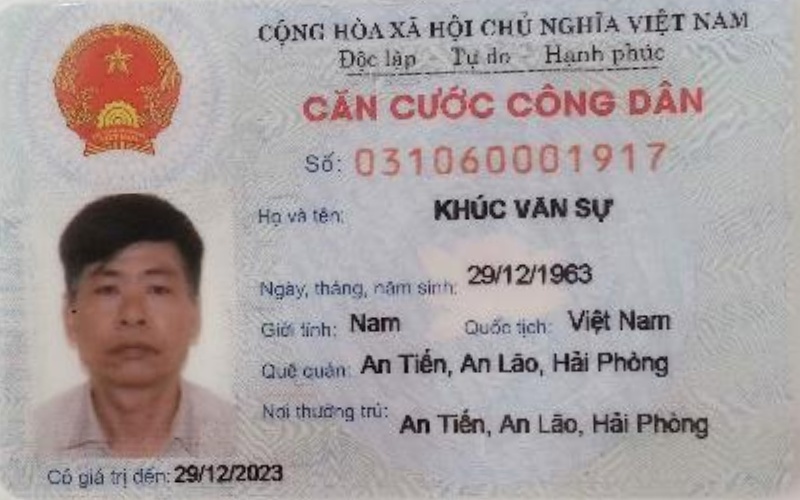 CỘNG HÒA XÃ HỘI CHỦ NGHĨA VIỆT NAM
Độc lập - Tự do - Hạnh phúc
CĂN CƯỚC CÔNG DÂN
Số: 031060001917
Họ và tên: KHÚC VĂN SỰ
Ngày, tháng, năm sinh: 29/12/1963
Giới tính: Nam Quốc tịch: Việt Nam
Quê quán: An Tiến, An Lão, Hải Phòng
Nơi thường trú: An Tiến, An Lão, Hải Phòng
Có giá trị đến: 29/12/2023